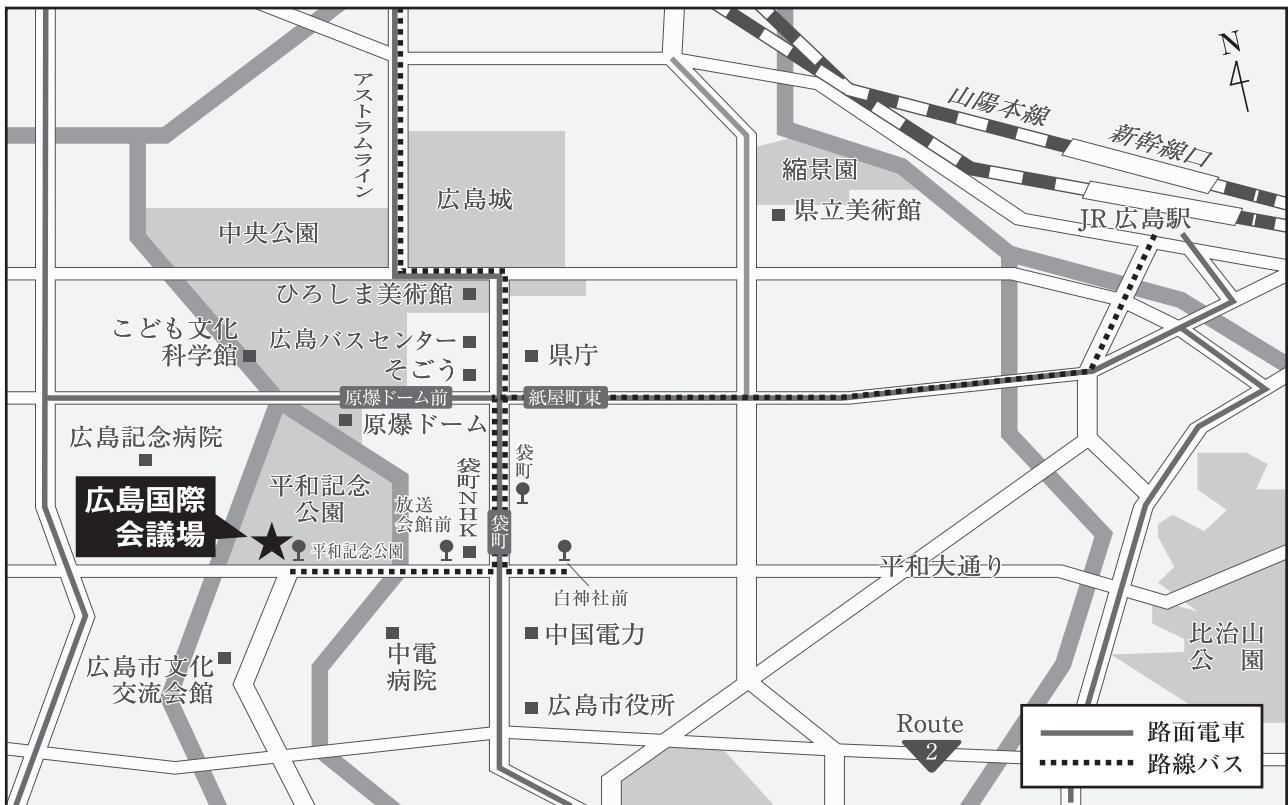 N
アストラムライン
山陽本線
新幹線口
縮景園
広島城
県立美術館
JR 広島駅
中央公園
ひろしま美術館
こども文化
科学館
広島バスセンター
そごう
県庁
原爆ドーム前
紙屋町東
原爆ドーム
広島記念病院
袋町
袋町NHK
平和記念
公園
広島国際
会議場
放送
会館前
袋町
平和記念公園
平和大通り
白神社前
中国電力
比治山
公 園
中電
病院
広島市文化
交流会館
広島市役所
Route
2
路面電車
路線バス